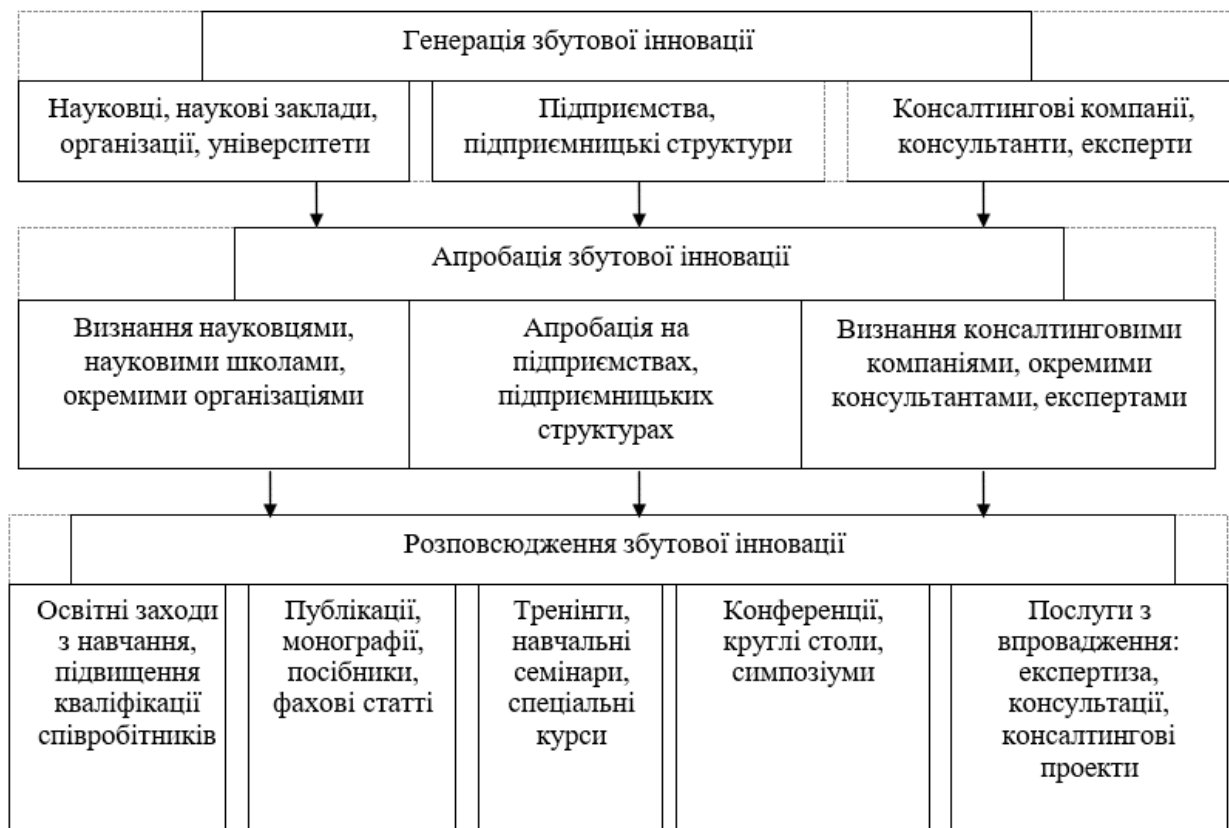 Генерація збутової інновації
Науковці, наукові заклади,
організації, університети
Підприємства,
підприємницькі структури
Консалтингові компанії,
консультанти, експерти
Апробація збутової інновації
Визнання науковцями,
науковими школами,
окремими організаціями
Апробація на
підприємствах,
підприємницьких
структурах
Визнання консалтинговими
компаніями, окремими
консультантами, експертами
Розповсюдження збутової інновації
Освітні заходи
з навчання,
підвищення
кваліфікації
співробітників
Публікації,
монографії,
посібники,
фахові статті
Тренінги,
навчальні
семінари,
спеціальні
курси
Конференції,
круглі столи,
симпозіуми
Послуги з
впровадження:
експертиза,
консультації,
консалтингові
проекти